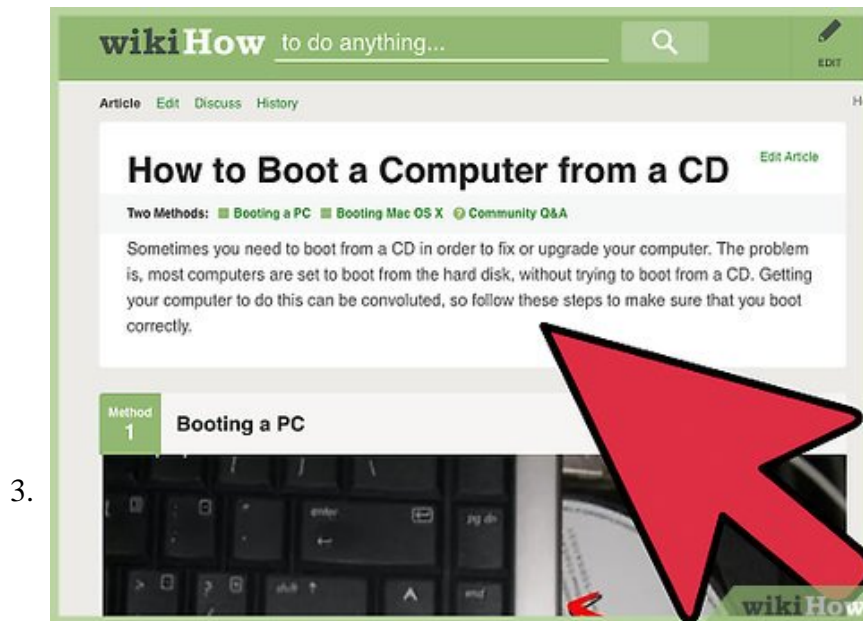 wikiHow to do anything...
EDIT
Article Edit Discuss History
How to Boot a Computer from a CD
Edit Article
Two Methods: Booting a PC Booting Mac OS X Community Q&A
Sometimes you need to boot from a CD in order to fix or upgrade your computer. The problem
is, most computers are set to boot from the hard disk, without trying to boot from a CD. Getting
your computer to do this can be convoluted, so follow these steps to make sure that you boot
correctly.
Method
1
Booting a PC
3.
enter
pg dn
shift
end
wikiHow